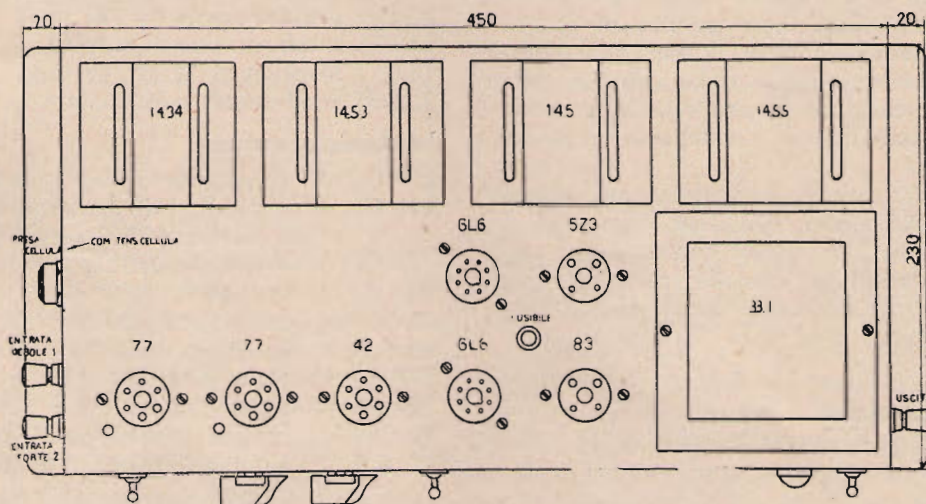 20
450
20
1434
1453
145
1455
6L6
5Z3
PRESA
CELLULA
COM TENS. CELLULA
230
USIBILE
33.1
ENTRATA
DEBOLE 1
77
77
42
6L6
83
USCIT
ENTRATA
FORTE 2